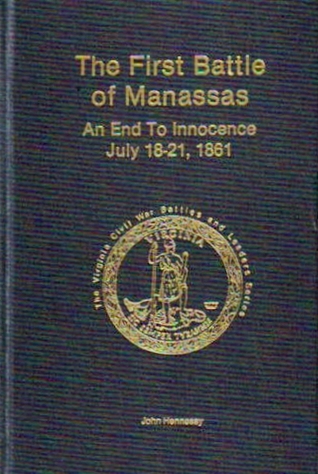 The First Battle
of Manassas
An End To Innocence
July 18-21, 1861
The Virginia Civil War Battles and Leaders Series
VIRGINIA
John Hennessy